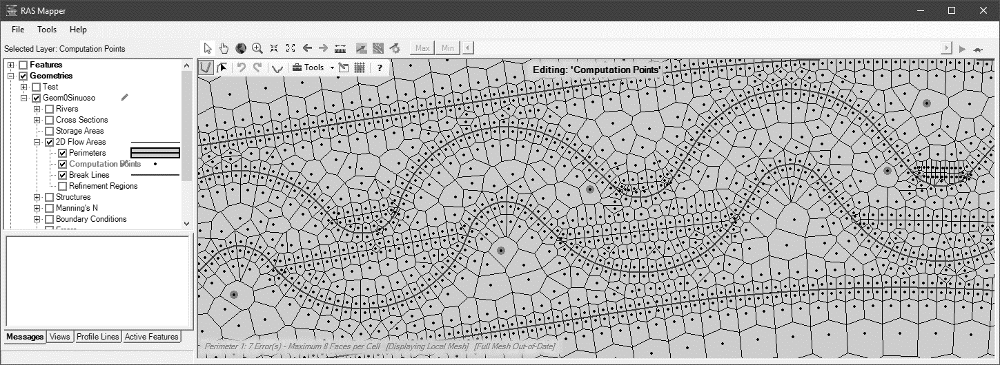 RAS Mapper
File Tools Help
Selected Layer: Computation Points
Max Min
Features
Geometries
Test
Geom0Sinuoso
Rivers
Cross Sections
Storage Areas
2D Flow Areas
Perimeters
Computation Points
Break Lines
Refinement Regions
Structures
Manning's N
Boundary Conditions
Messages Views Profile Lines Active Features
Tools ?
Editing: 'Computation Points'
Perimeter 1: 7 Error(s) - Maximum 8 Faces per Cell [Displaying Local Mesh] [Full Mesh Out-of-Date]